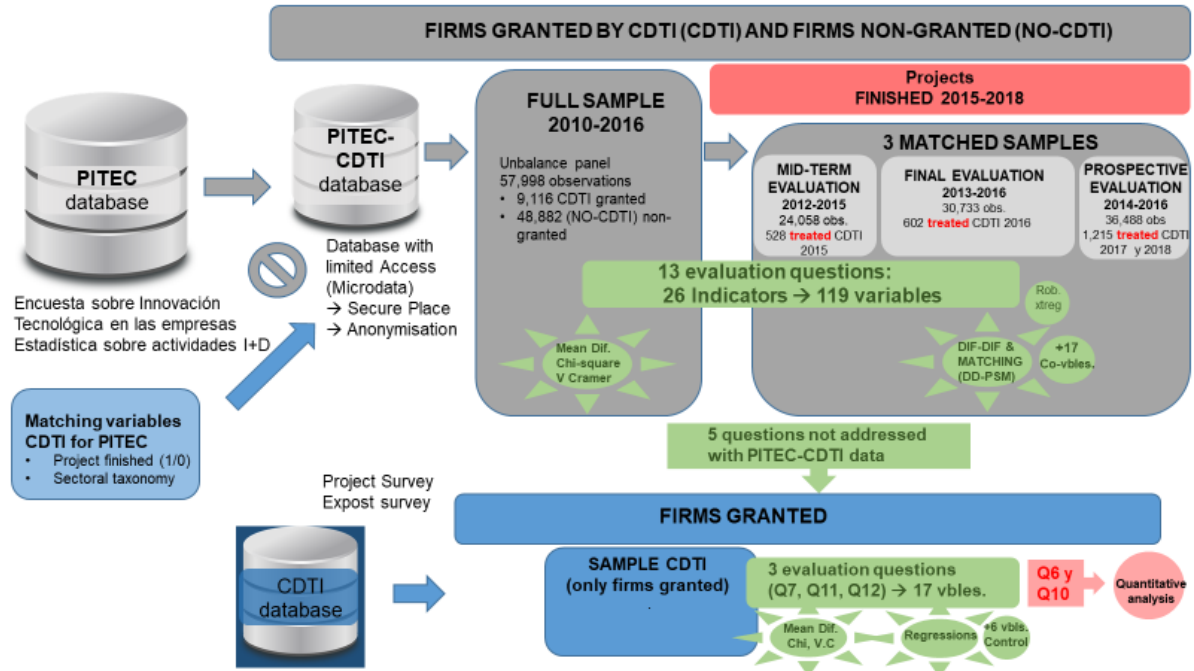 FIRMS GRANTED BY CDTI (CDTI) AND FIRMS NON-GRANTED (NO-CDTI)
Projects
FINISHED 2015-2018
PITEC
database
PITEC-
CDTI
database
FULL SAMPLE
2010-2016
Unbalance panel
57,998 observations
• 9,116 CDTI granted
• 48,882 (NO-CDTI) non-
granted
3 MATCHED SAMPLES
MID-TERM
EVALUATION
2012-2015
24,058 obs.
528 treated CDTI
2015
FINAL EVALUATION
2013-2016
30,733 obs.
602 treated CDTI 2016
PROSPECTIVE
EVALUATION
2014-2016
36,488 obs
1,215 treated CDTI
2017 y 2018
Database with
limited Access
(Microdata)
→ Secure Place
→ Anonymisation
Encuesta sobre Innovación
Tecnológica en las empresas
Estadística sobre actividades I+D
13 evaluation questions:
26 Indicators → 119 variables
Rob.
xtreg
Mean Dif.
Chi-square
V Cramer
DIF-DIF &
MATCHING
(DD-PSM)
+17
Co-vbles.
Matching variables
CDTI for PITEC
• Project finished (1/0)
• Sectoral taxonomy
5 questions not addressed
with PITEC-CDTI data
Project Survey
Expost survey
FIRMS GRANTED
CDTI
database
SAMPLE CDTI
(only firms granted)
.
3 evaluation questions
(Q7, Q11, Q12) → 17 vbles.
Q6 y
Q10
Quantitative
analysis
Mean Dif.
Chi, V.C
Regressions
+6 vbls.
Control